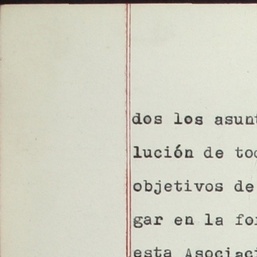 dos los asunt
lución de tod
objetivos de
gar en la for
esta Asociaci